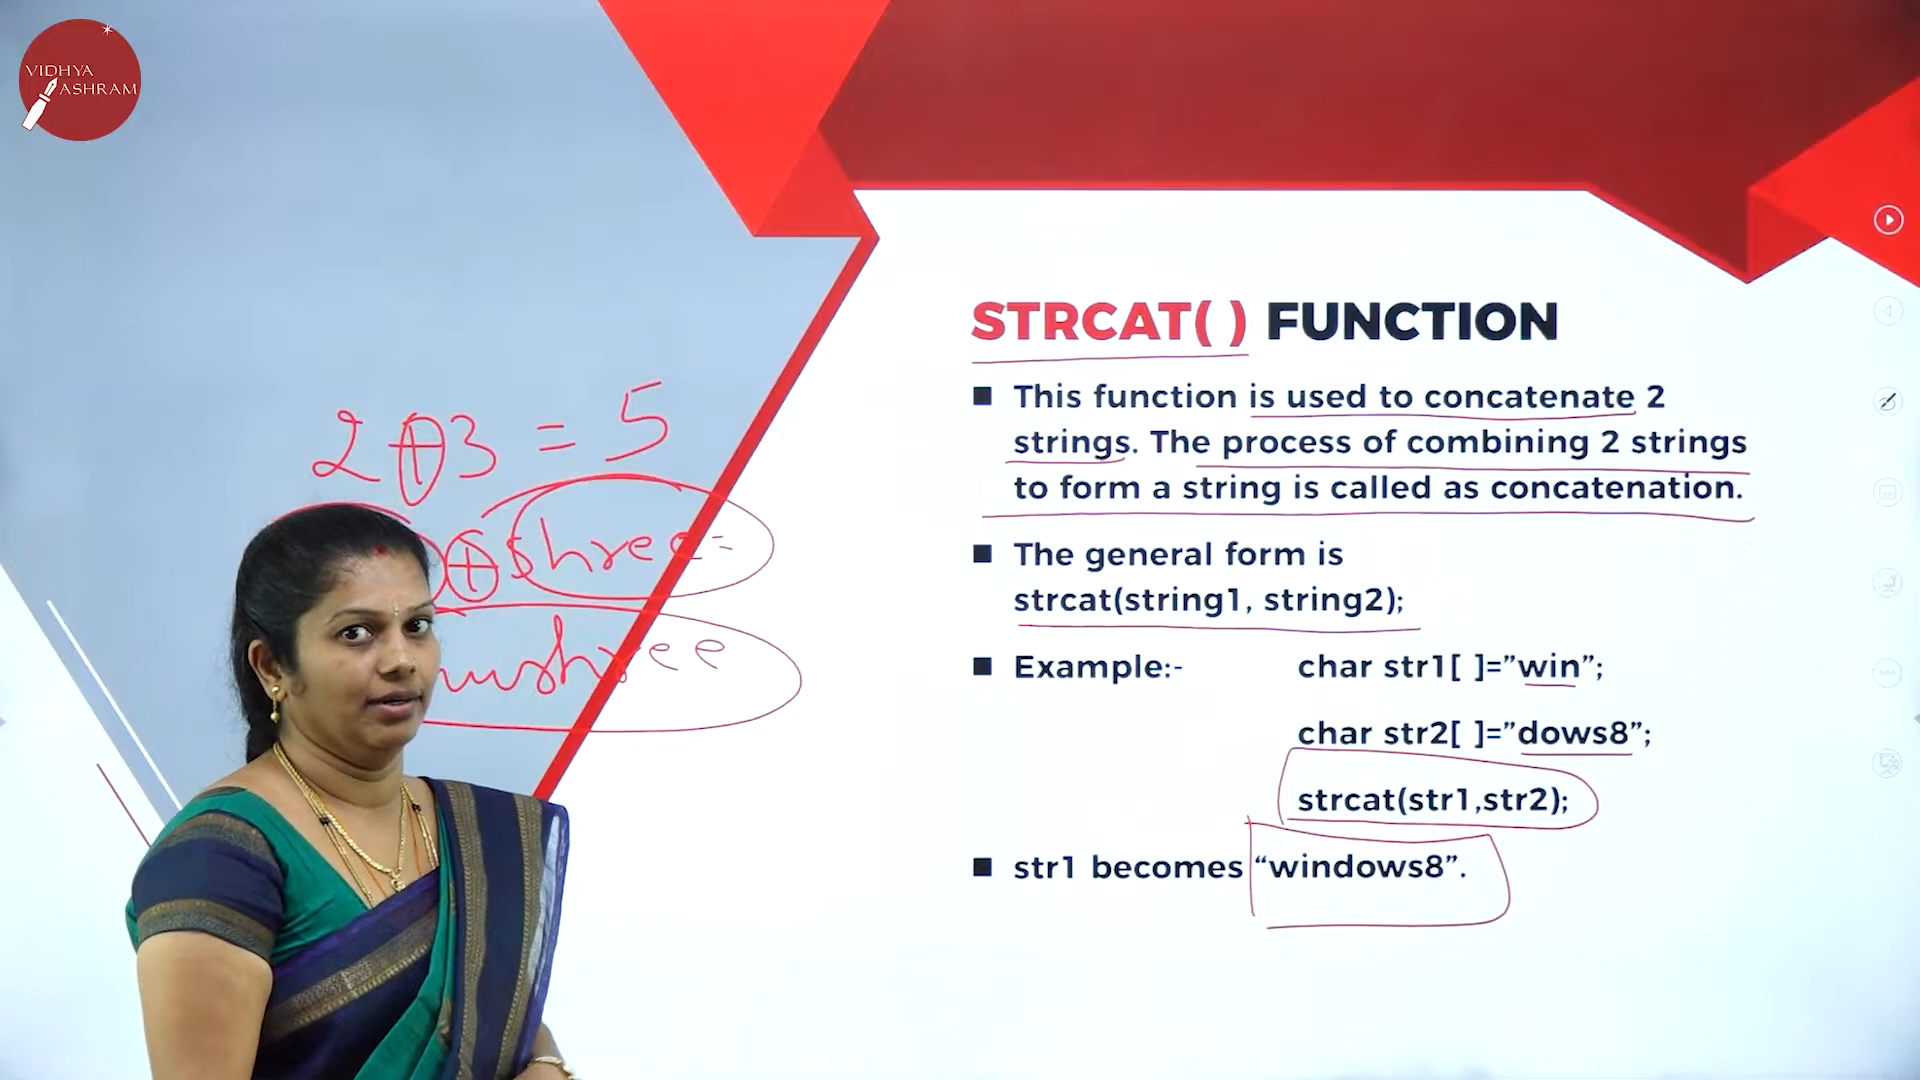 VIDHYA
ASHRAM
2+3 = 5
+ shree =
shree
STRCAT( ) FUNCTION
This function is used to concatenate 2
strings. The process of combining 2 strings
to form a string is called as concatenation.
The general form is
strcat(string1, string2);
Example:- char str1[ ]=”win”;
char str2[ ]=”dows8”;
strcat(str1,str2);
str1 becomes “windows8”.